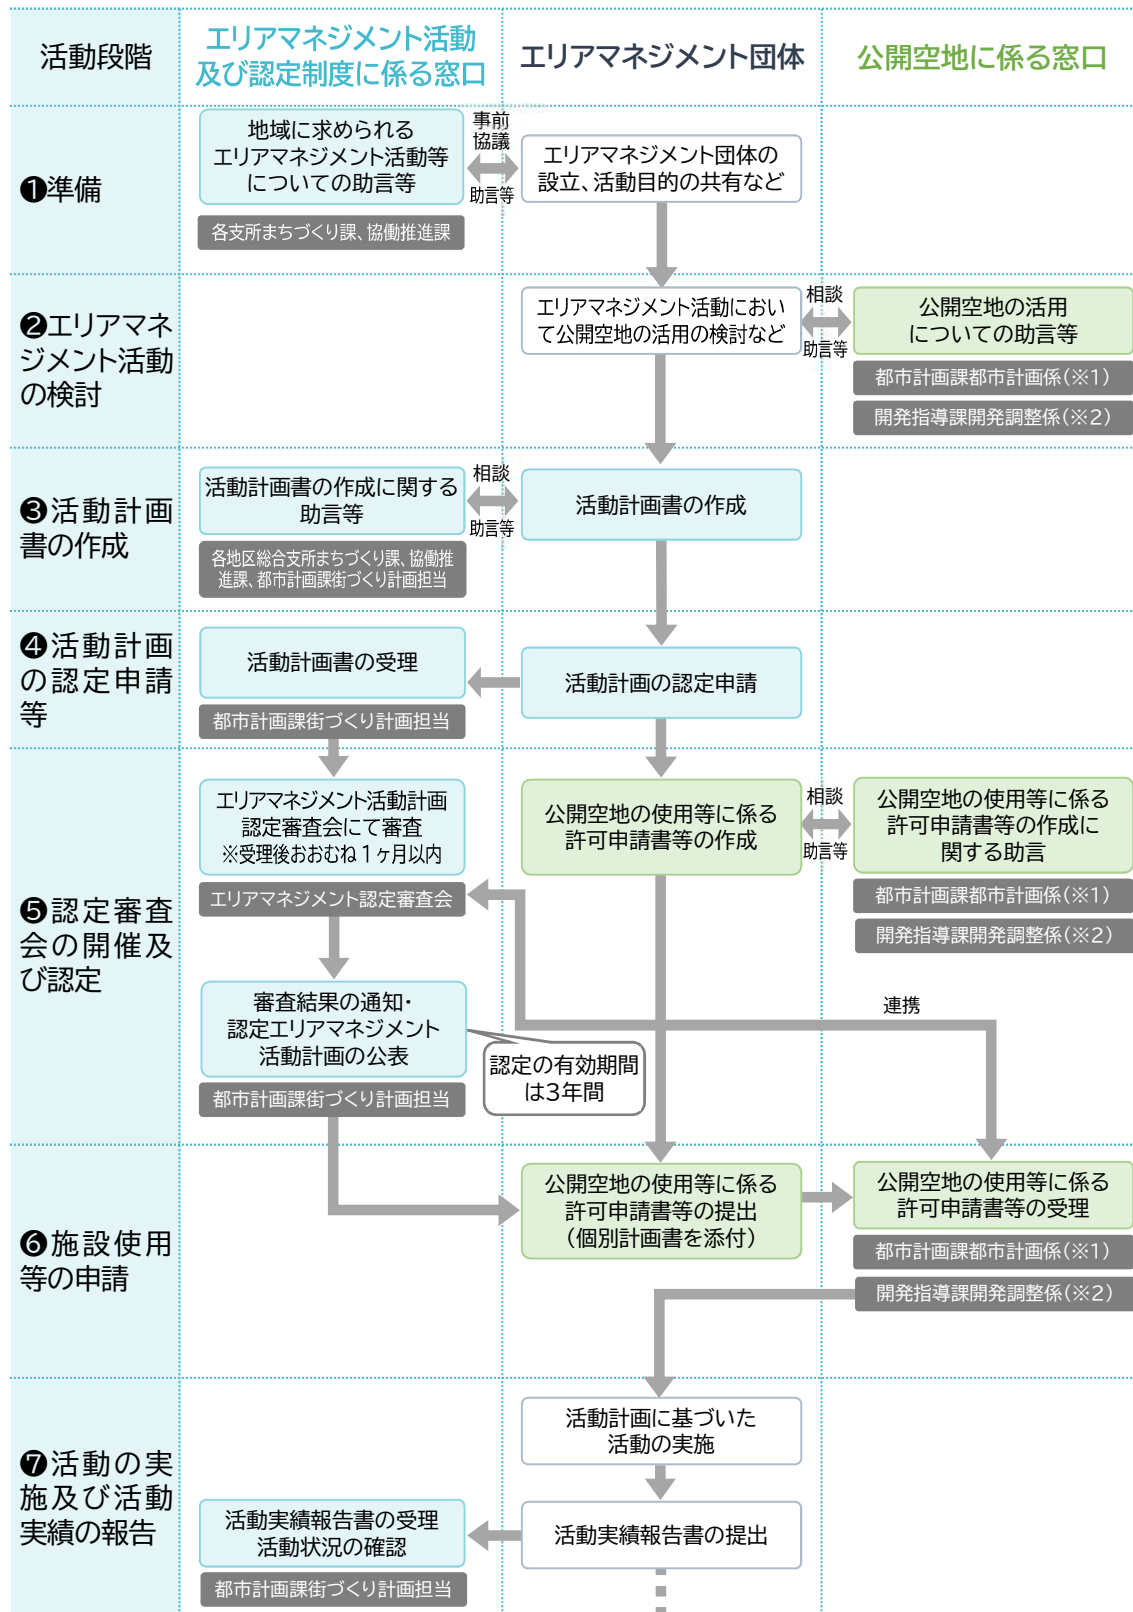 活動段階
エリアマネジメント活動
及び認定制度に係る窓口
エリアマネジメント団体
公開空地に係る窓口
❶準備
地域に求められる
エリアマネジメント活動等
についての助言等
各支所まちづくり課、協働推進課
事前
協議
助言等
エリアマネジメント団体の
設立、活動目的の共有など
❷エリアマネ
ジメント活動
の検討
エリアマネジメント活動におい
て公開空地の活用の検討など
相談
助言等
公開空地の活用
についての助言等
都市計画課都市計画係(※1)
開発指導課開発調整係(※2)
❸活動計画
書の作成
活動計画書の作成に関する
助言等
各地区総合支所まちづくり課、協働推
進課、都市計画課街づくり計画担当
相談
助言等
活動計画書の作成
❹活動計画
の認定申請
等
活動計画書の受理
都市計画課街づくり計画担当
活動計画の認定申請
❺認定審査
会の開催及
び認定
エリアマネジメント活動計画
認定審査会にて審査
※受理後おおむね1ヶ月以内
エリアマネジメント認定審査会
公開空地の使用等に係る
許可申請書等の作成
相談
助言等
公開空地の使用等に係る
許可申請書等の作成に
関する助言
都市計画課都市計画係(※1)
開発指導課開発調整係(※2)
連携
審査結果の通知・
認定エリアマネジメント
活動計画の公表
都市計画課街づくり計画担当
認定の有効期間
は3年間
❻施設使用
等の申請
公開空地の使用等に係る
許可申請書等の提出
(個別計画書を添付)
公開空地の使用等に係る
許可申請書等の受理
都市計画課都市計画係(※1)
開発指導課開発調整係(※2)
❼活動の実
施及び活動
実績の報告
活動計画に基づいた
活動の実施
活動実績報告書の受理
活動状況の確認
都市計画課街づくり計画担当
活動実績報告書の提出